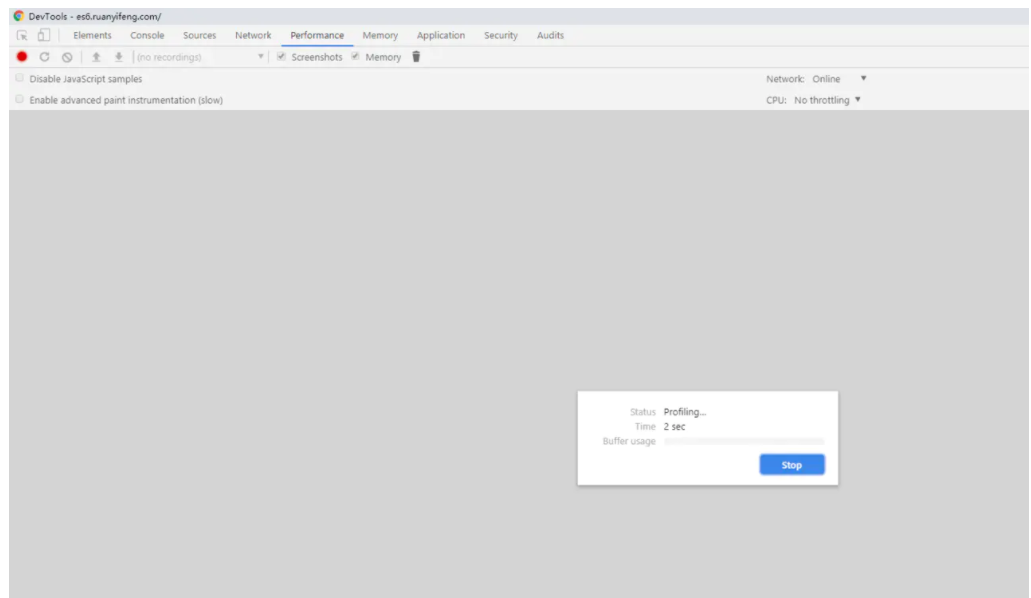 DevTools - es6.ruanyifeng.com/
Elements Console Sources Network Performance Memory Application Security Audits
(no recordings) Screenshots Memory
Disable JavaScript samples Network: Online
Enable advanced paint instrumentation (slow) CPU: No throttling
Status Profiling...
Time 2 sec
Buffer usage
Stop